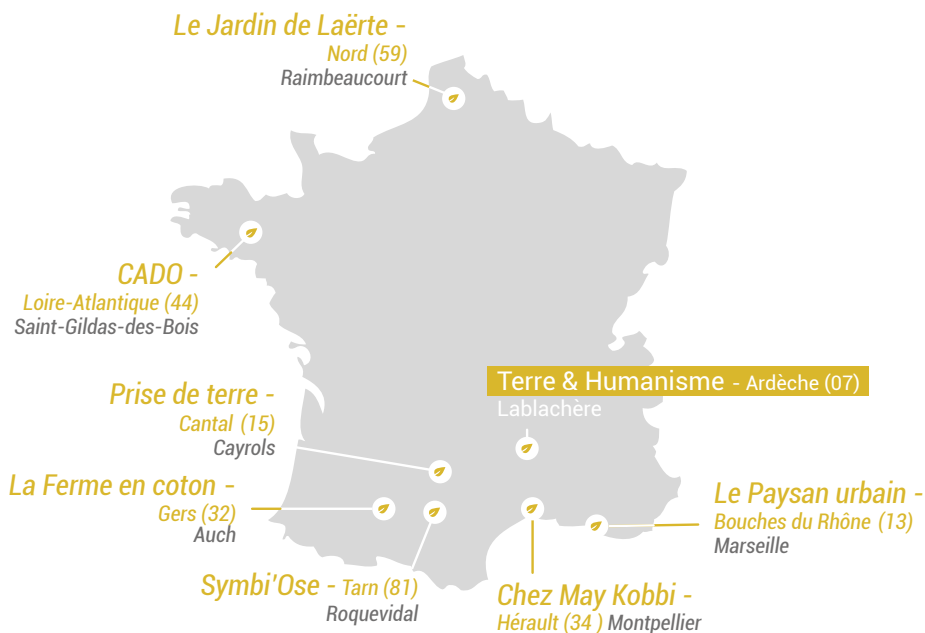 Le Jardin de Laërte -
Nord (59)
Raimbeaucourt
CADO -
Loire-Atlantique (44)
Saint-Gildas-des-Bois
Terre & Humanisme - Ardèche (07)
Lablachère
Prise de terre -
Cantal (15)
Cayrols
La Ferme en coton -
Gers (32)
Auch
Le Paysan urbain -
Bouches du Rhône (13)
Marseille
Symbi'Ose - Tarn (81)
Roquevidal
Chez May Kobbi -
Hérault (34 ) Montpellier